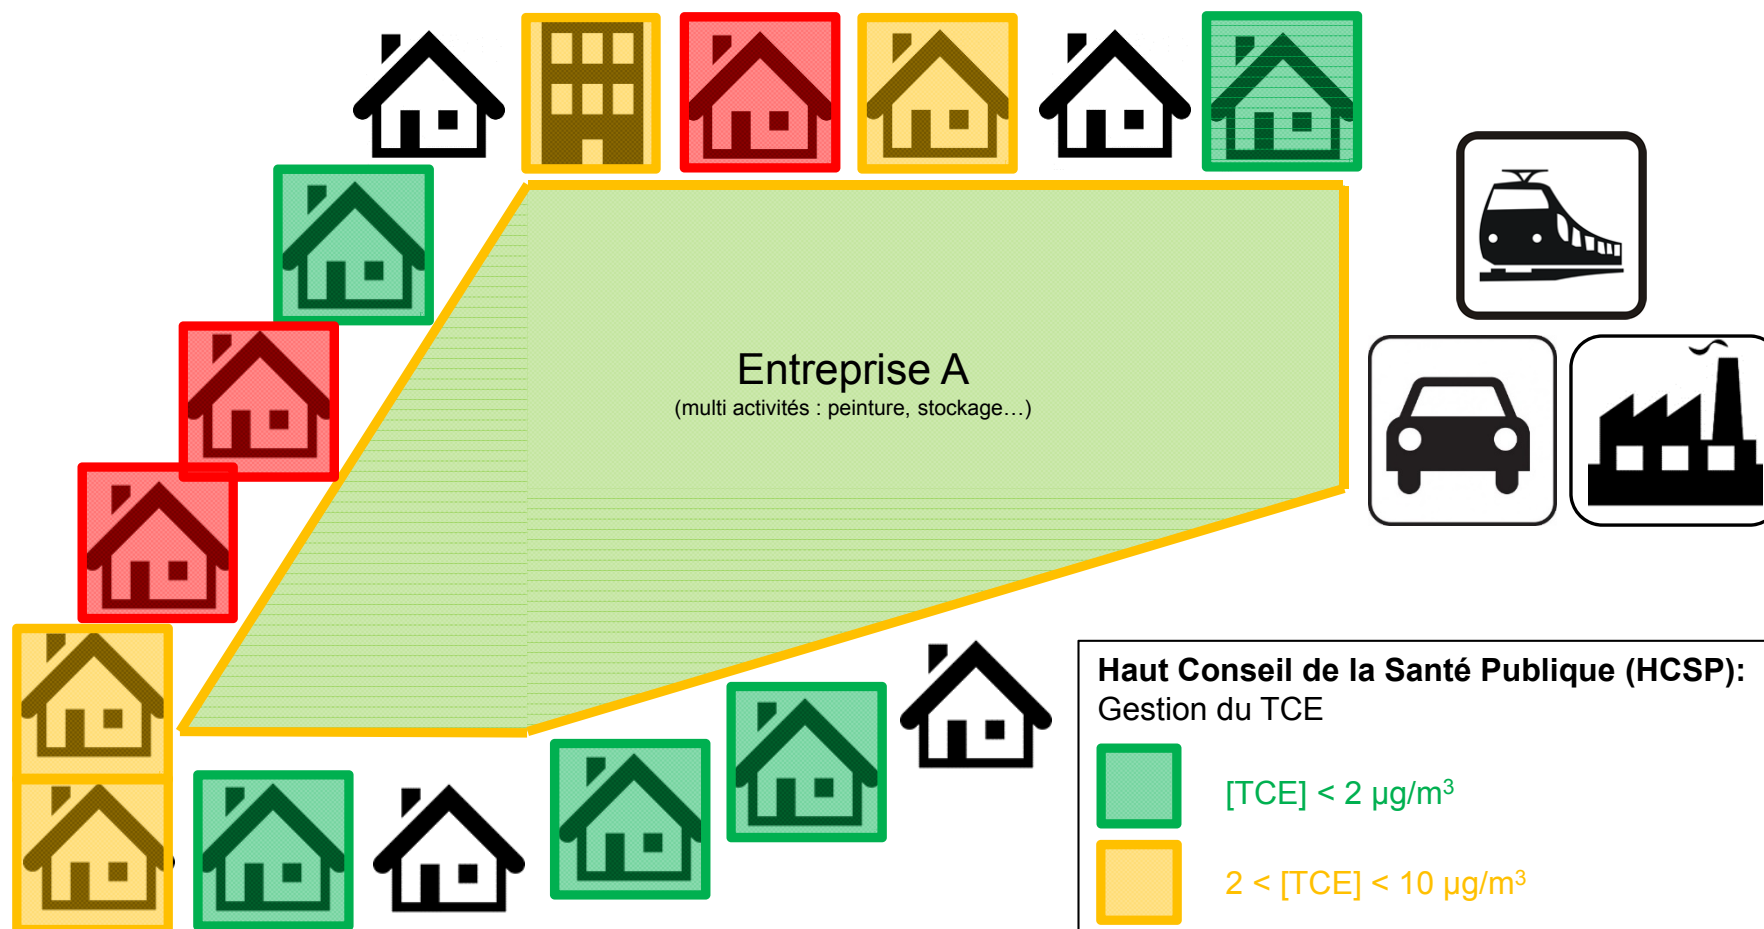 Entreprise A
(multi activités : peinture, stockage…)
Haut Conseil de la Santé Publique (HCSP):
Gestion du TCE
[TCE] < 2 µg/m³
2 < [TCE] < 10 µg/m³